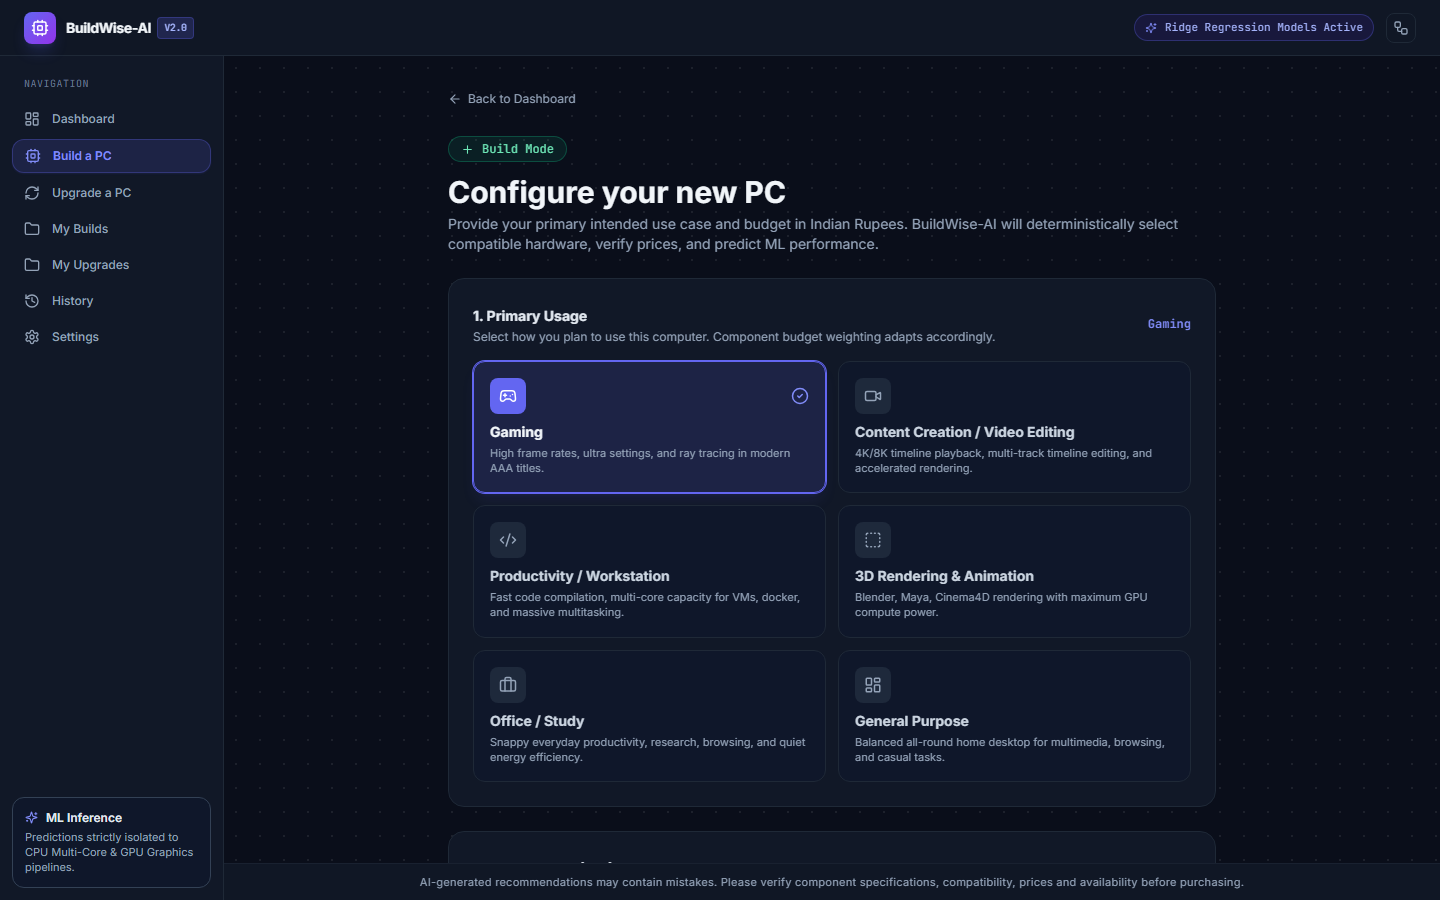 BuildWise-AI V2.0
Ridge Regression Models Active
NAVIGATION
Dashboard
Build a PC
Upgrade a PC
My Builds
My Upgrades
History
Settings
ML Inference
Predictions strictly isolated to
CPU Multi-Core & GPU Graphics
pipelines.
Back to Dashboard
Build Mode
Configure your new PC
Provide your primary intended use case and budget in Indian Rupees. BuildWise-AI will deterministically select
compatible hardware, verify prices, and predict ML performance.
1. Primary Usage
Select how you plan to use this computer. Component budget weighting adapts accordingly.
Gaming
Gaming
High frame rates, ultra settings, and ray tracing in modern
AAA titles.
Content Creation / Video Editing
4K/8K timeline playback, multi-track timeline editing, and
accelerated rendering.
Productivity / Workstation
Fast code compilation, multi-core capacity for VMs, docker,
and massive multitasking.
3D Rendering & Animation
Blender, Maya, Cinema4D rendering with maximum GPU
compute power.
Office / Study
Snappy everyday productivity, research, browsing, and quiet
energy efficiency.
General Purpose
Balanced all-round home desktop for multimedia, browsing,
and casual tasks.
AI-generated recommendations may contain mistakes. Please verify component specifications, compatibility, prices and availability before purchasing.